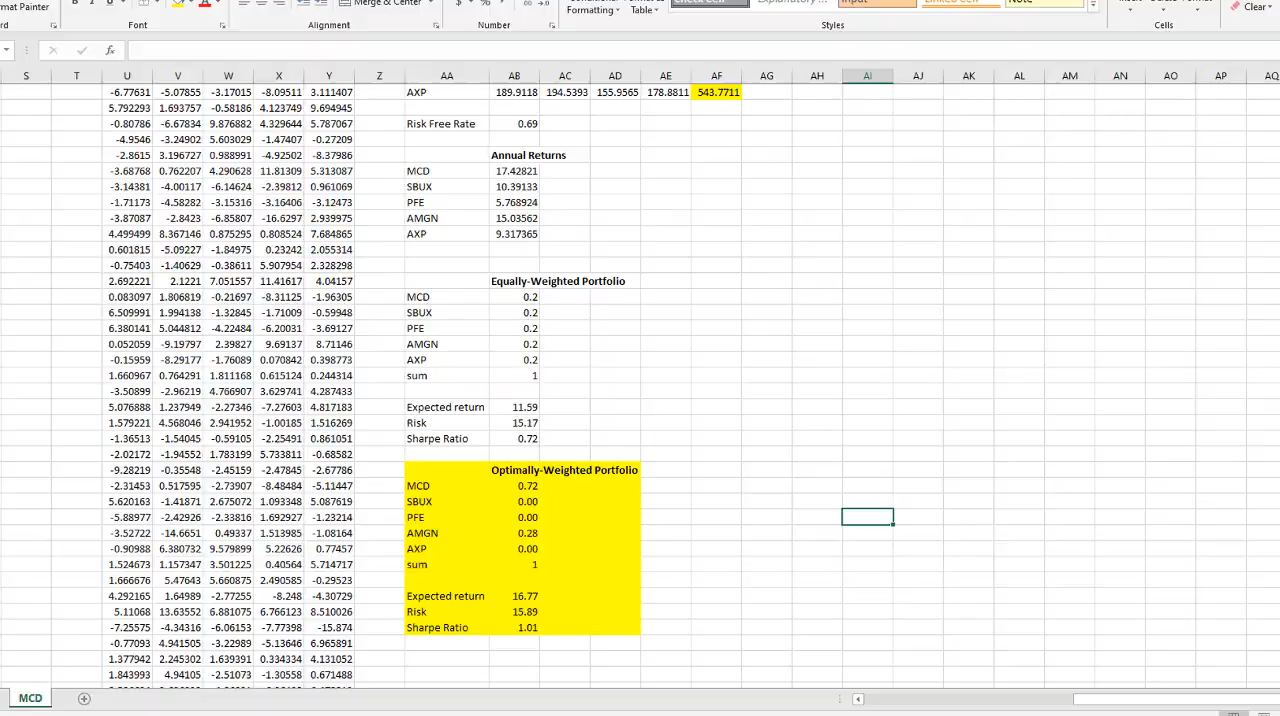 rmat Painter
Font
Alignment
Merge & Center
Number
Formatting
Table
Check Cell
Explanatory ...
Input
Linked Cell
Note
Styles
Cells
Clear
fx
S T U V W X Y Z AA AB AC AD AE AF AG AH AI AJ AK AL AM AN AO AP AQ
-6.77631 -5.07855 -3.17015 -8.09511 3.111407 AXP 189.9118 194.5393 155.9565 178.8811 543.7711
5.792293 1.693757 -0.58186 4.123749 9.694945
-0.80786 -6.67834 9.876882 4.329644 5.787067 Risk Free Rate 0.69
-4.9546 -3.24902 5.603029 -1.47407 -0.27209
-2.8615 3.196727 0.988991 -4.92502 -8.37986 Annual Returns
-3.68768 0.762207 4.290628 11.81309 5.313087 MCD 17.42821
-3.14381 -4.00117 -6.14624 -2.39812 0.961069 SBUX 10.39133
-1.71173 -4.58282 -3.15316 -3.16406 -3.12473 PFE 5.768924
-3.87087 -2.8423 -6.85807 -16.6297 2.939975 AMGN 15.03562
4.499499 8.367146 0.875295 0.808524 7.684865 AXP 9.317365
0.601815 -5.09227 -1.84975 0.23242 2.055314
-0.75403 -1.40629 -0.38611 5.907954 2.328298
2.692221 2.1221 7.051557 11.41617 4.04157 Equally-Weighted Portfolio
0.083097 1.806819 -0.21697 -8.31125 -1.96305 MCD 0.2
6.509991 1.994138 -1.32845 -1.71009 -0.59948 SBUX 0.2
6.380141 5.044812 -4.22484 -6.20031 -3.69127 PFE 0.2
0.052059 -9.19797 2.39827 9.69137 8.71146 AMGN 0.2
-0.15959 -8.29177 -1.76089 0.070842 0.398773 AXP 0.2
1.660967 0.764291 1.811168 0.615124 0.244314 sum 1
-3.50899 -2.96219 4.766907 3.629741 4.287433
5.076888 1.237949 -2.27346 -7.27603 4.817183 Expected return 11.59
1.579221 4.568046 2.941952 -1.00185 1.516269 Risk 15.17
-1.36513 -1.54045 -0.59105 -2.25491 0.861051 Sharpe Ratio 0.72
-2.02172 -1.94552 1.783199 5.733811 -0.68582
-9.28219 -0.35548 -2.45159 -2.47845 -2.67786 Optimally-Weighted Portfolio
-2.31453 0.517595 -2.73907 -8.48484 -5.11447 MCD 0.72
5.620163 -1.41871 2.675072 1.093348 5.087619 SBUX 0.00
-5.88977 -2.42926 -2.33816 1.692927 -1.23214 PFE 0.00
-3.52722 -14.6651 0.49337 1.513985 -1.08164 AMGN 0.28
-0.90988 6.380732 9.579899 5.22626 0.77457 AXP 0.00
1.524673 1.157347 3.501225 0.40564 5.714717 sum 1
1.666676 5.47643 5.660875 2.490585 -0.29523
4.292165 1.64989 -2.77255 -8.248 -4.30729 Expected return 16.77
5.11068 13.63552 6.881075 6.766123 8.510026 Risk 15.89
-7.25575 -4.34316 -6.06153 -7.77398 -15.874 Sharpe Ratio 1.01
-0.77093 4.941505 -3.22989 -5.13646 6.965891
1.377942 2.245302 1.639391 0.334334 4.131052
1.843993 4.94105 -2.51073 -1.30558 0.671488
MCD